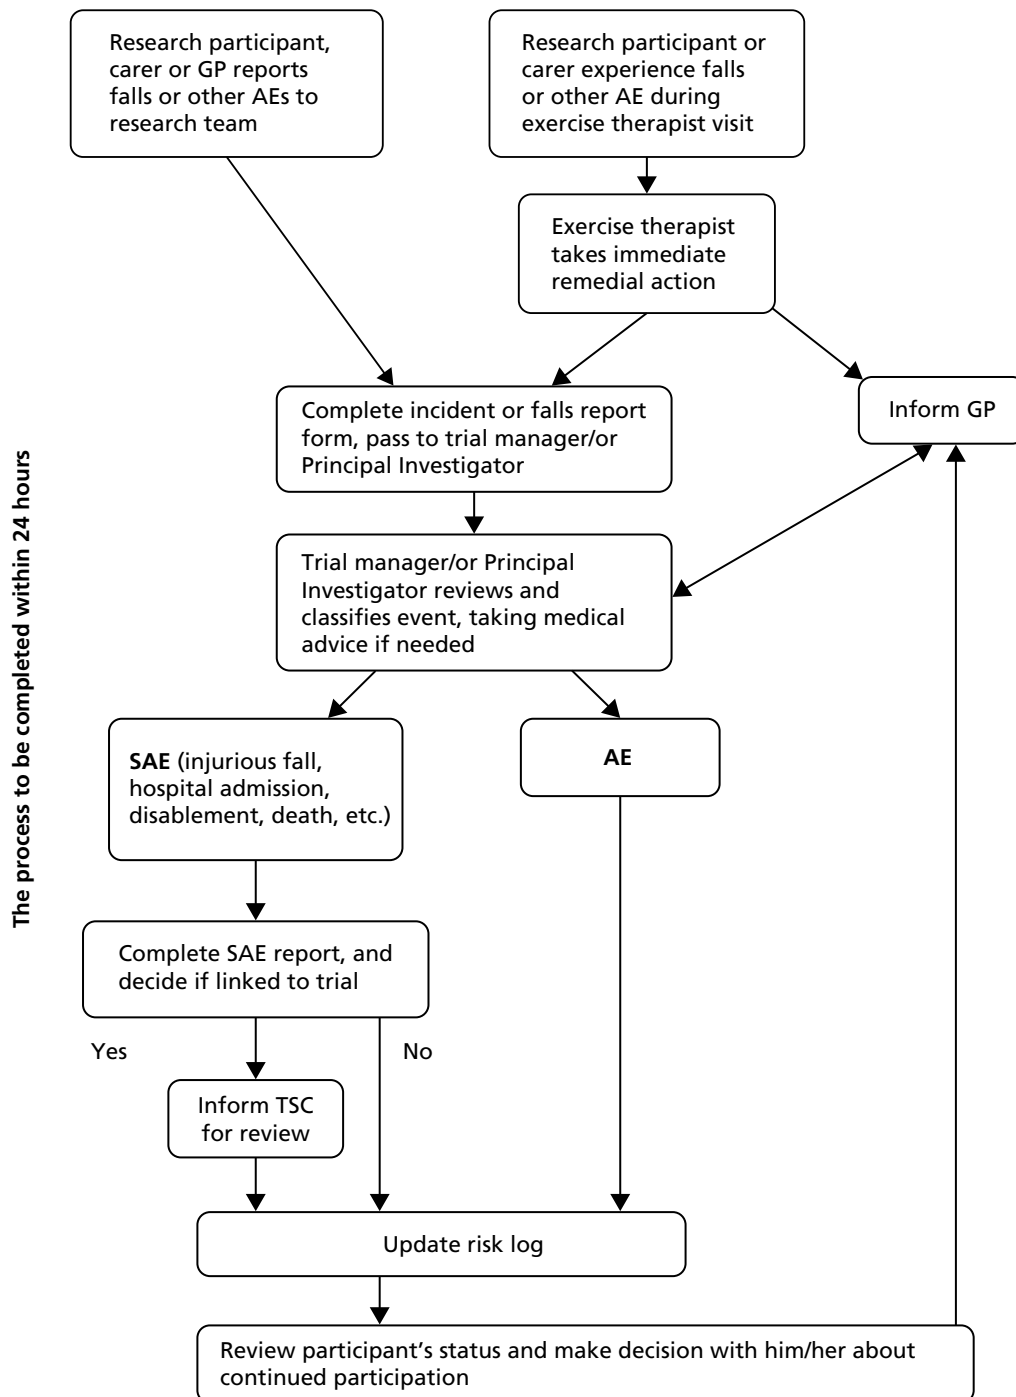 Research participant,
carer or GP reports
falls or other AEs to
research team
Research participant or
carer experience falls
or other AE during
exercise therapist visit
Exercise therapist
takes immediate
remedial action
Complete incident or falls report
form, pass to trial manager/or
Principal Investigator
Inform GP
The process to be completed within 24 hours
Trial manager/or Principal
Investigator reviews and
classifies event, taking medical
advice if needed
SAE (injurious fall,
hospital admission,
disablement, death, etc.)
AE
Complete SAE report, and
decide if linked to trial
Yes
No
Inform TSC
for review
Update risk log
Review participant's status and make decision with him/her about
continued participation